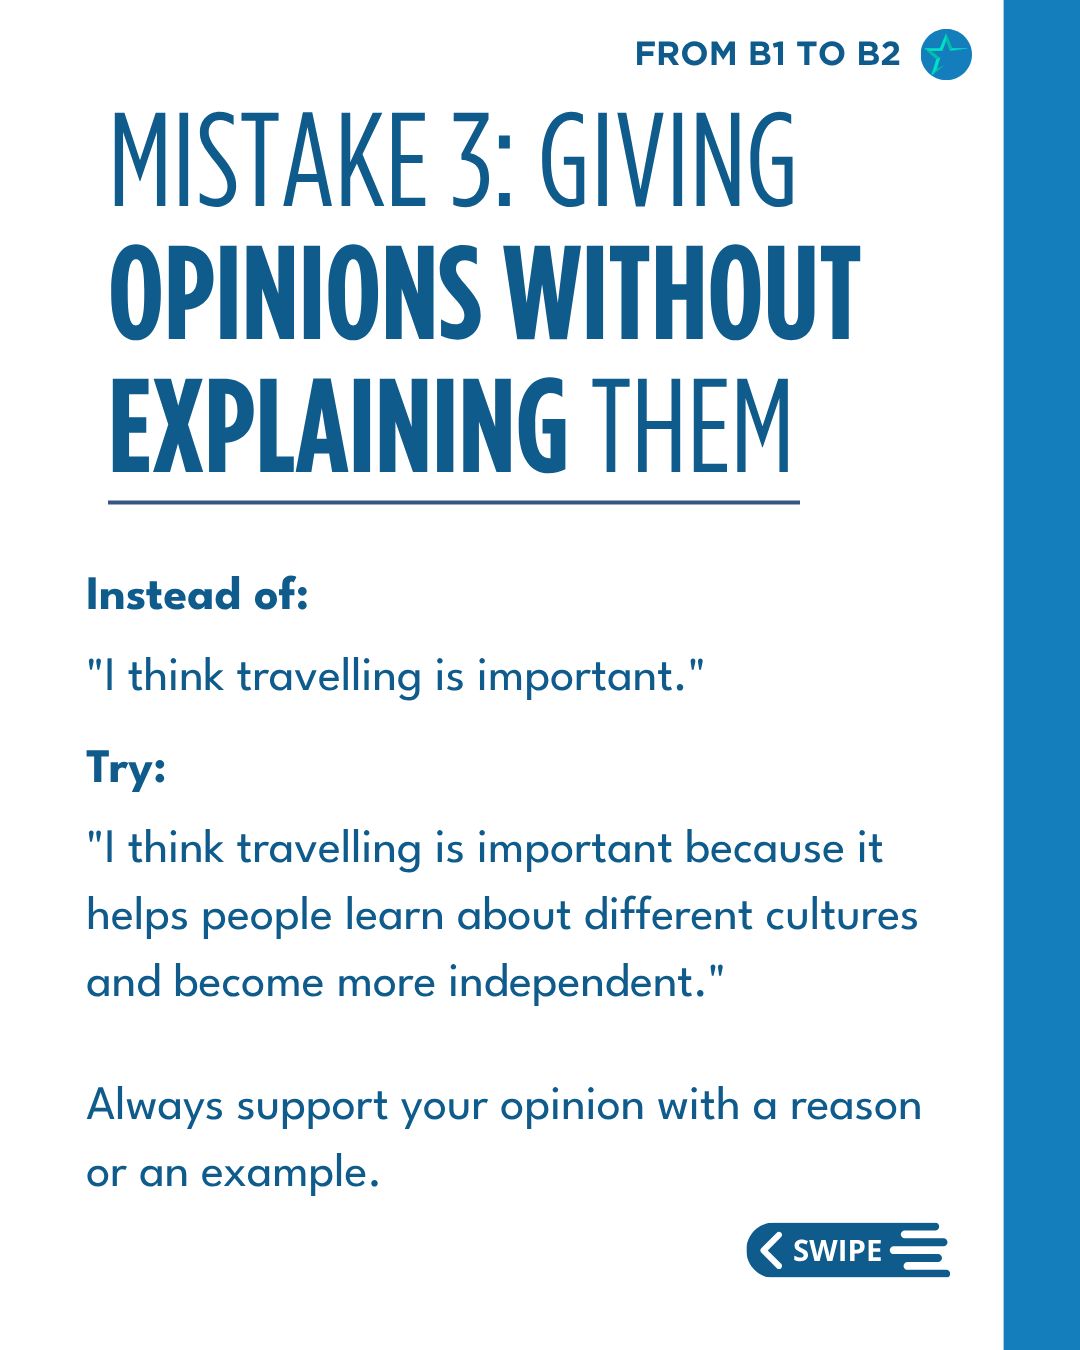 FROM B1 TO B2
MISTAKE 3: GIVING
OPINIONS WITHOUT
EXPLAINING THEM
Instead of:
"I think travelling is important."
Try:
"I think travelling is important because it
helps people learn about different cultures
and become more independent."
Always support your opinion with a reason
or an example.
SWIPE